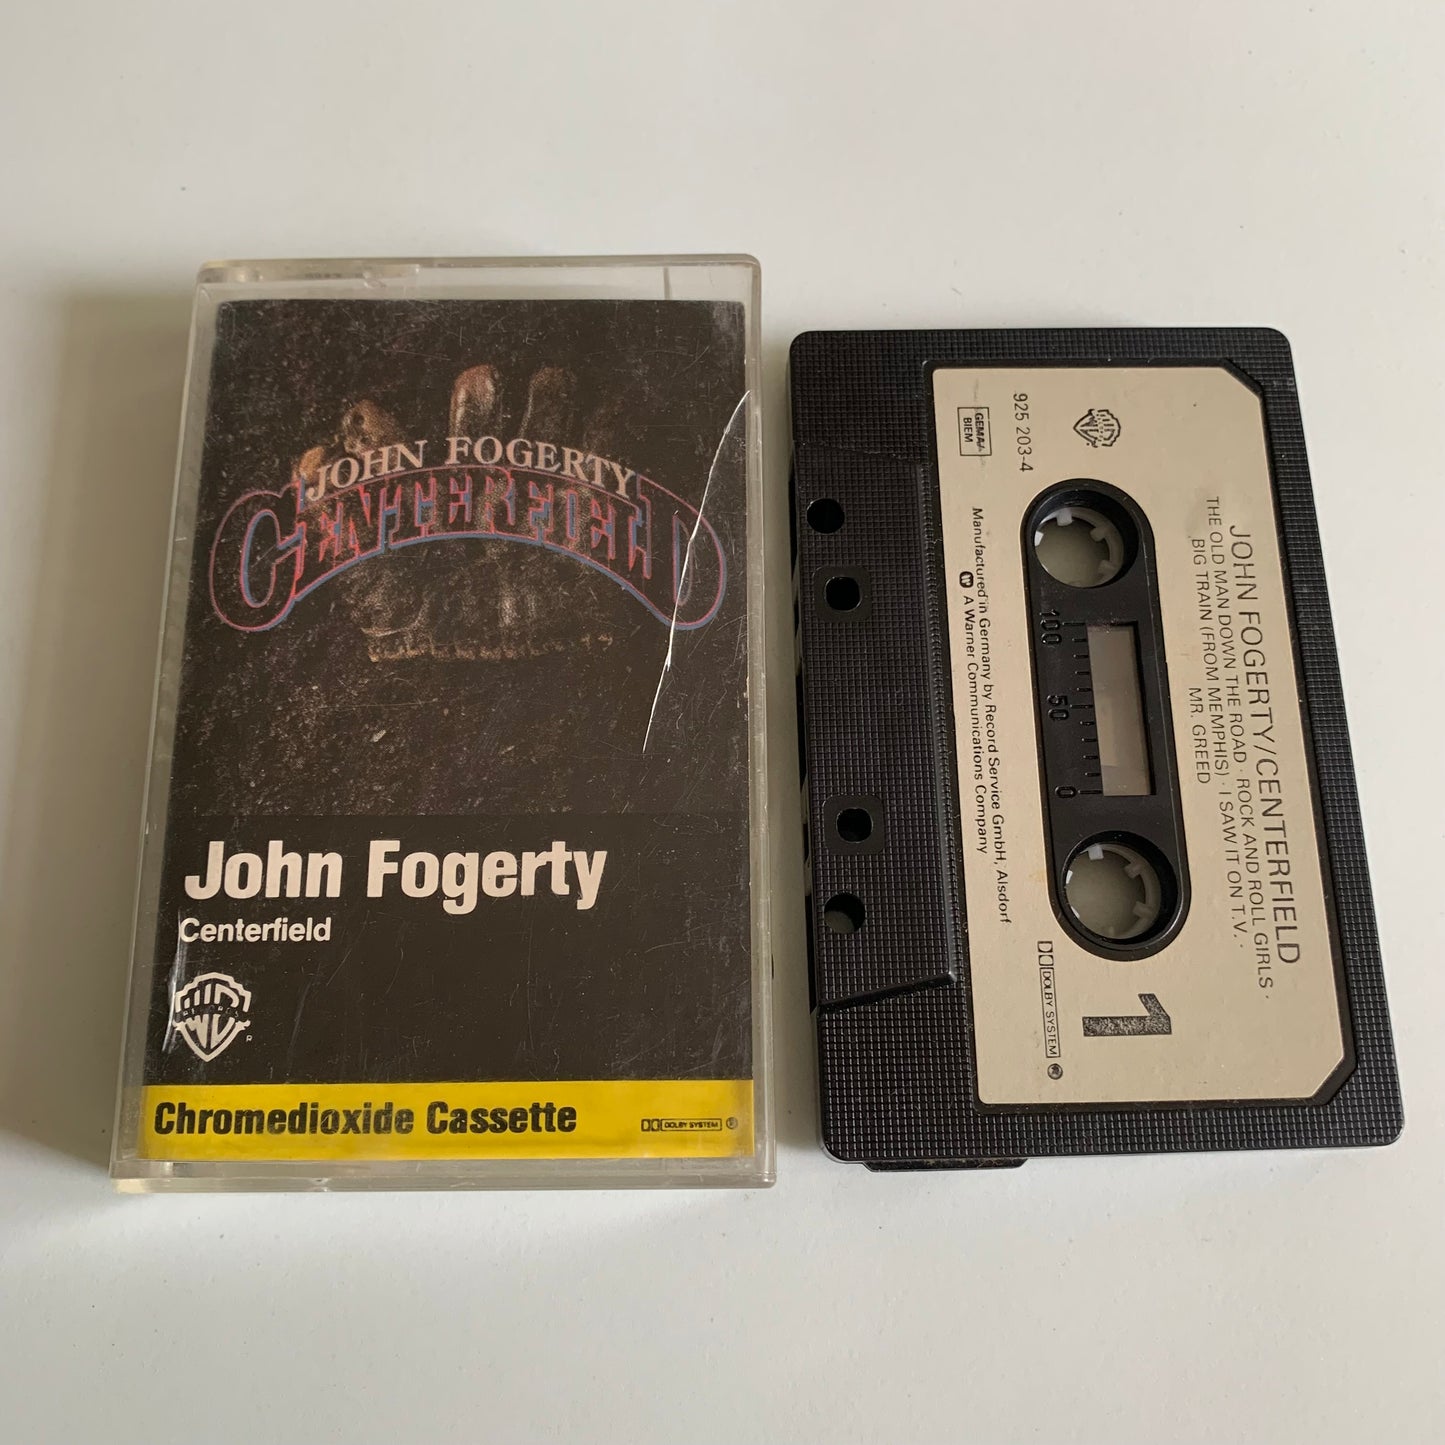 JOHN FOGERTY
CENTERFIELD
John Fogerty
Centerfield
WB
RECORDS
R
Chromedioxide Cassette
DOLBY SYSTEM ®
JOHN FOGERTY/CENTERFIELD
THE OLD MAN DOWN THE ROAD · ROCK AND ROLL GIRLS ·
BIG TRAIN (FROM MEMPHIS) · I SAW IT ON T.V. ·
MR. GREED
1
100 50 0
925 203-4
DOLBY SYSTEM ®
GEMA
BIEM
Manufactured in Germany by Record Service GmbH, Alsdorf
A Warner Communications Company